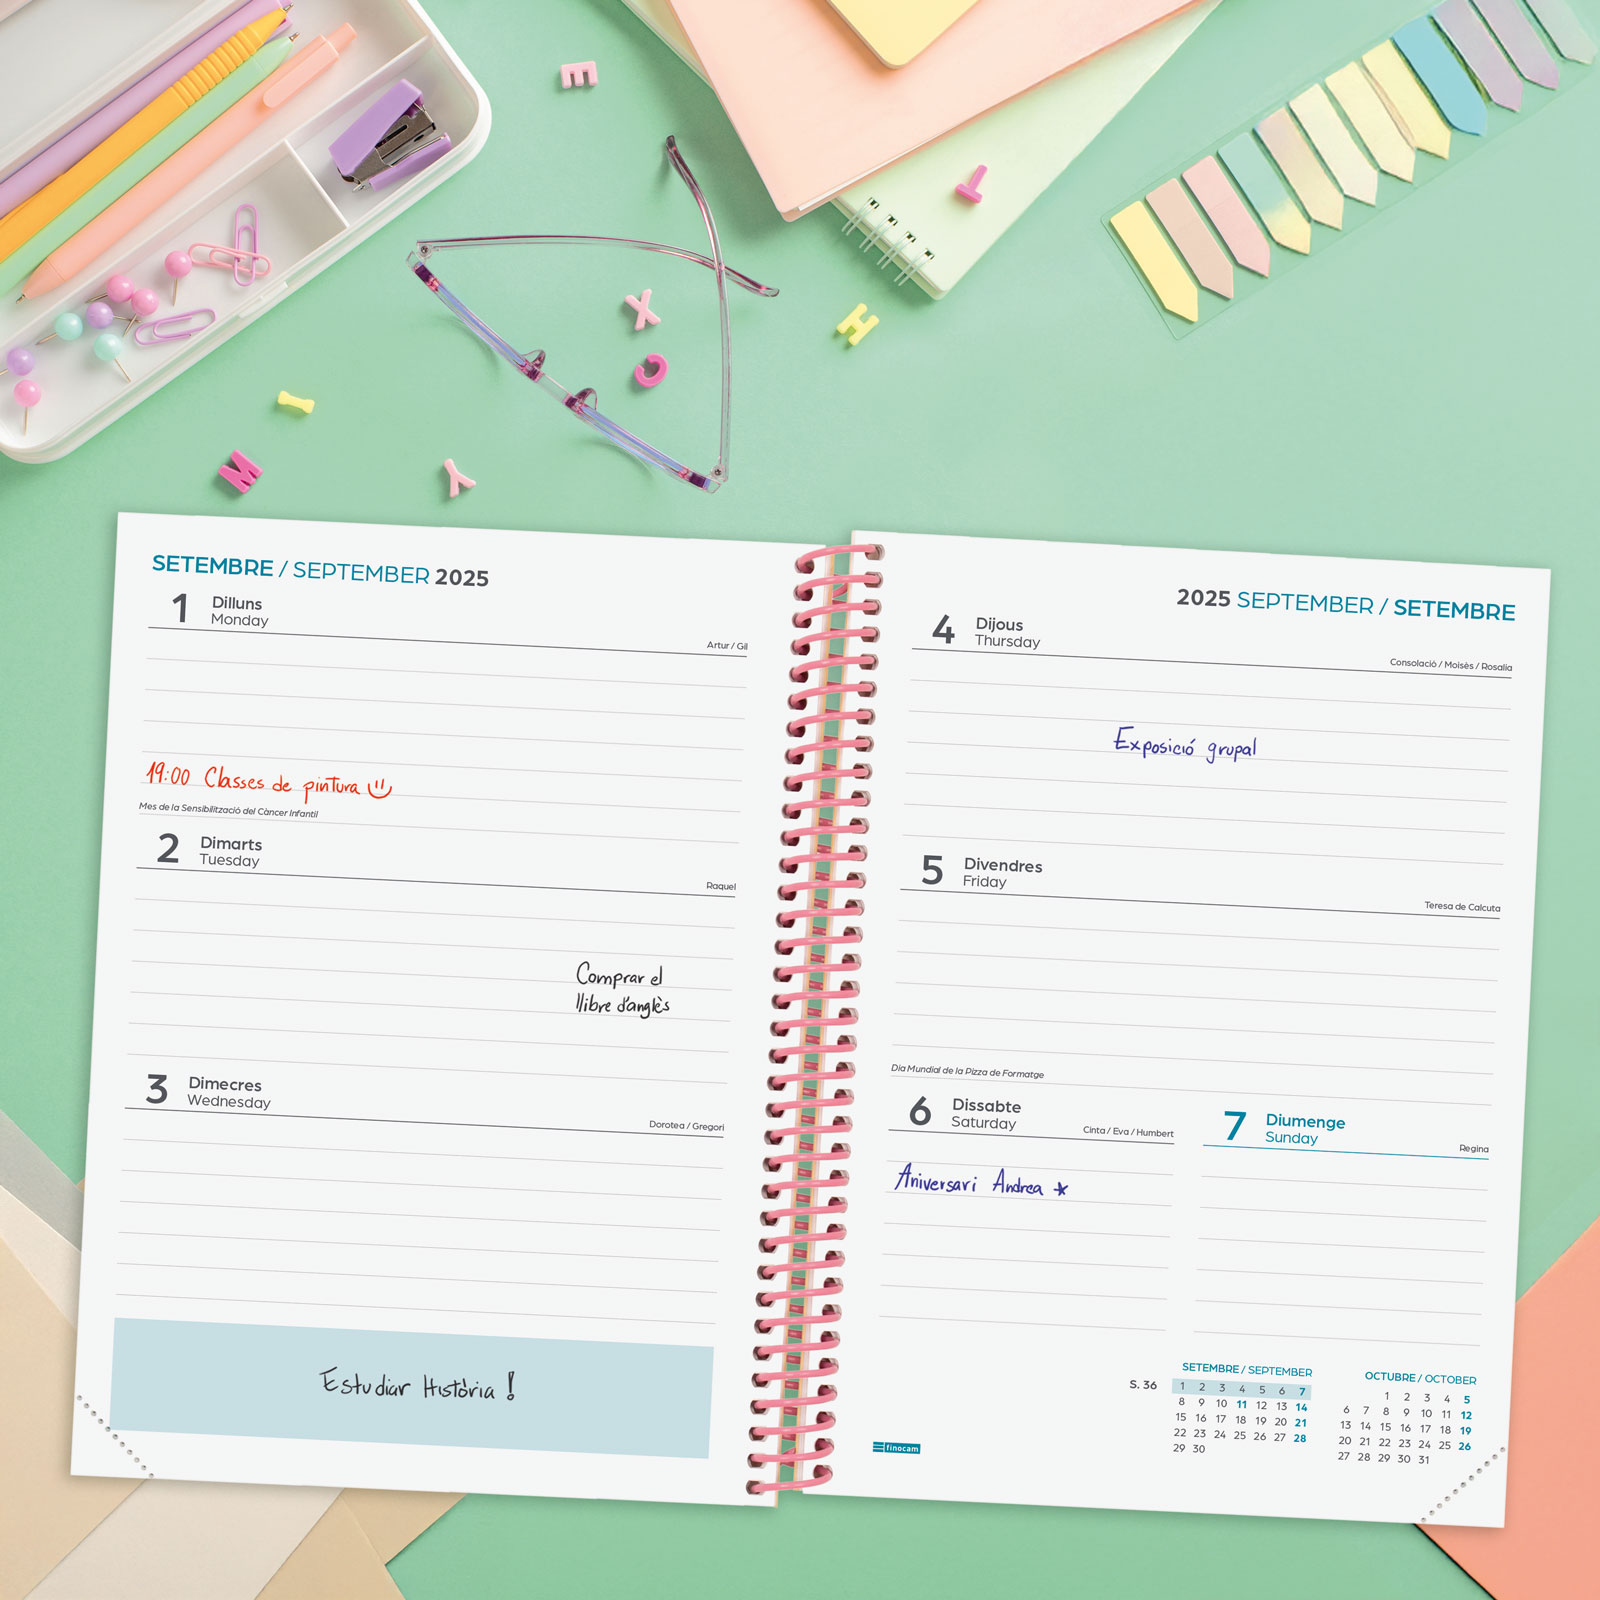 E
T
X
H
C
I
M
Y
SETEMBRE / SEPTEMBER 2025
1 Dilluns
Monday
Artur / Gil
19:00 Classes de pintura
Mes de la Sensibilització del Càncer Infantil
2 Dimarts
Tuesday
Raquel
Comprar el
llibre d'anglès
3 Dimecres
Wednesday
Dorotea / Gregori
Estudiar Història !
2025 SEPTEMBER / SETEMBRE
4 Dijous
Thursday
Consolació / Moisès / Rosalia
Exposició grupal
5 Divendres
Friday
Teresa de Calcuta
Dia Mundial de la Pizza de Formatge
6 Dissabte
Saturday
Cinta / Eva / Humbert
Aniversari Andrea *
7 Diumenge
Sunday
Regina
S. 36
SETEMBRE / SEPTEMBER
1 2 3 4 5 6 7
8 9 10 11 12 13 14
15 16 17 18 19 20 21
22 23 24 25 26 27 28
29 30
OCTUBRE / OCTOBER
1 2 3 4 5
6 7 8 9 10 11 12
13 14 15 16 17 18 19
20 21 22 23 24 25 26
27 28 29 30 31
finocam